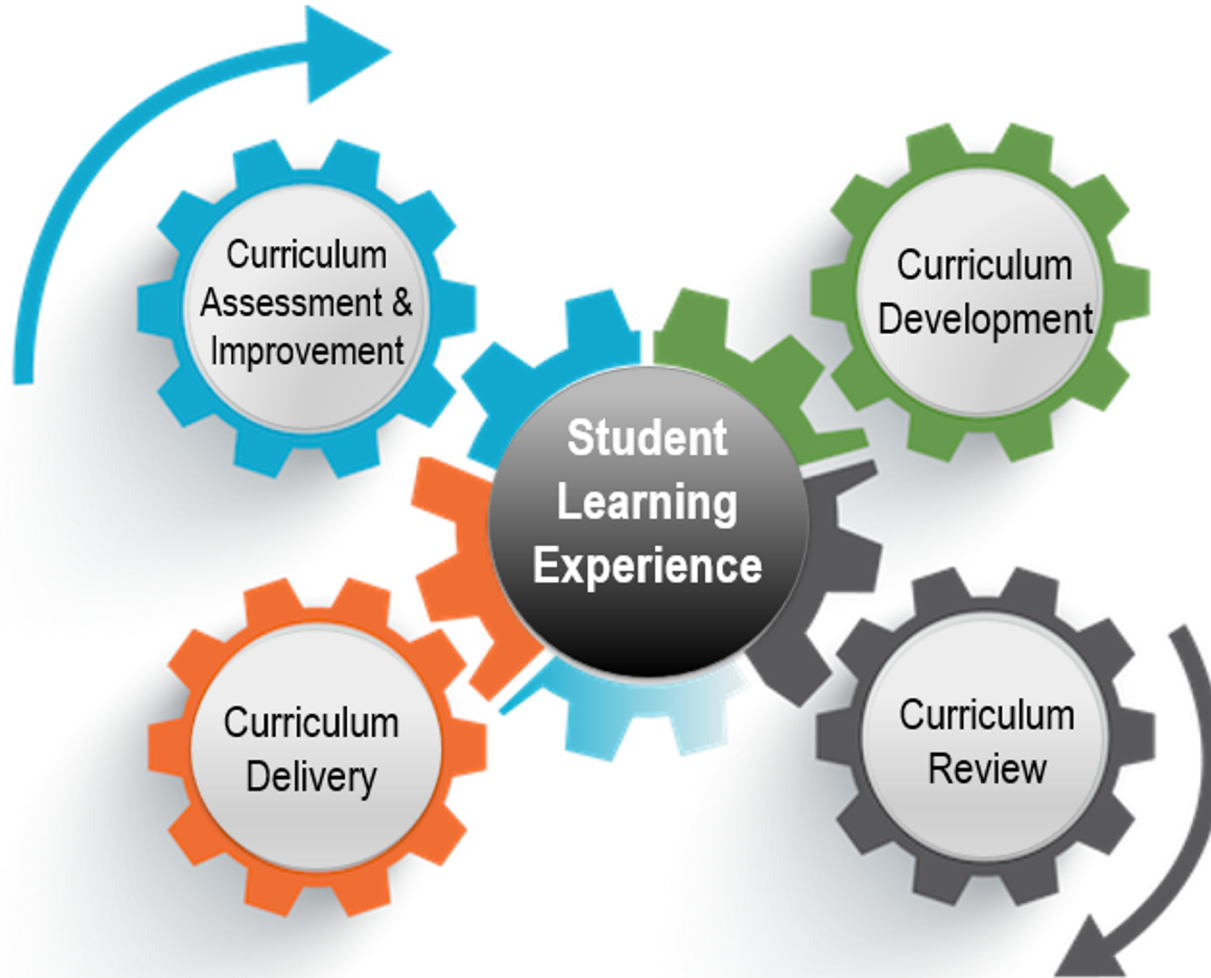 Curriculum
Assessment &
Improvement
Curriculum
Development
Student
Learning
Experience
Curriculum
Delivery
Curriculum
Review